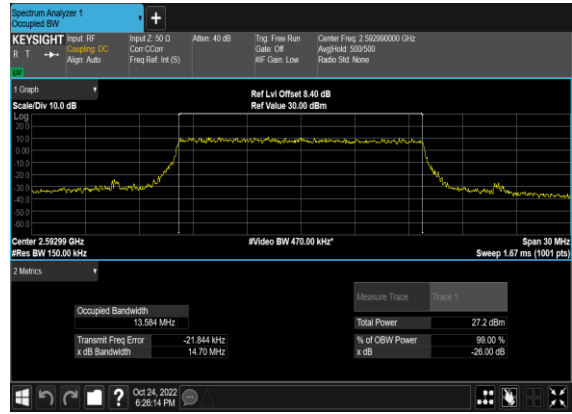 Spectrum Analyzer 1
Occupied BW
+
KEYSIGHT Input: RF Input Z: 50 Ω Atten: 40 dB Trig: Free Run Center Freq: 2.592990000 GHz
R T Coupling: DC Corr CCorr Gate: Off Avg|Hold: 500/500
Align: Auto Freq Ref: Int (S) #IF Gain: Low Radio Std: None
LW
1 Graph Ref Lvl Offset 8.40 dB
Scale/Div 10.0 dB Ref Value 30.00 dBm
Log
20.0
10.0
0.00
-10.0
-20.0
-30.0
-40.0
-50.0
-60.0
Center 2.59299 GHz #Video BW 470.00 kHz* Span 30 MHz
#Res BW 150.00 kHz Sweep 1.67 ms (1001 pts)
2 Metrics
Measure Trace Trace 1
Occupied Bandwidth
13.584 MHz Total Power 27.2 dBm
Transmit Freq Error -21.844 kHz % of OBW Power 99.00 %
x dB Bandwidth 14.70 MHz x dB -26.00 dB
? Oct 24, 2022
6:26:14 PM